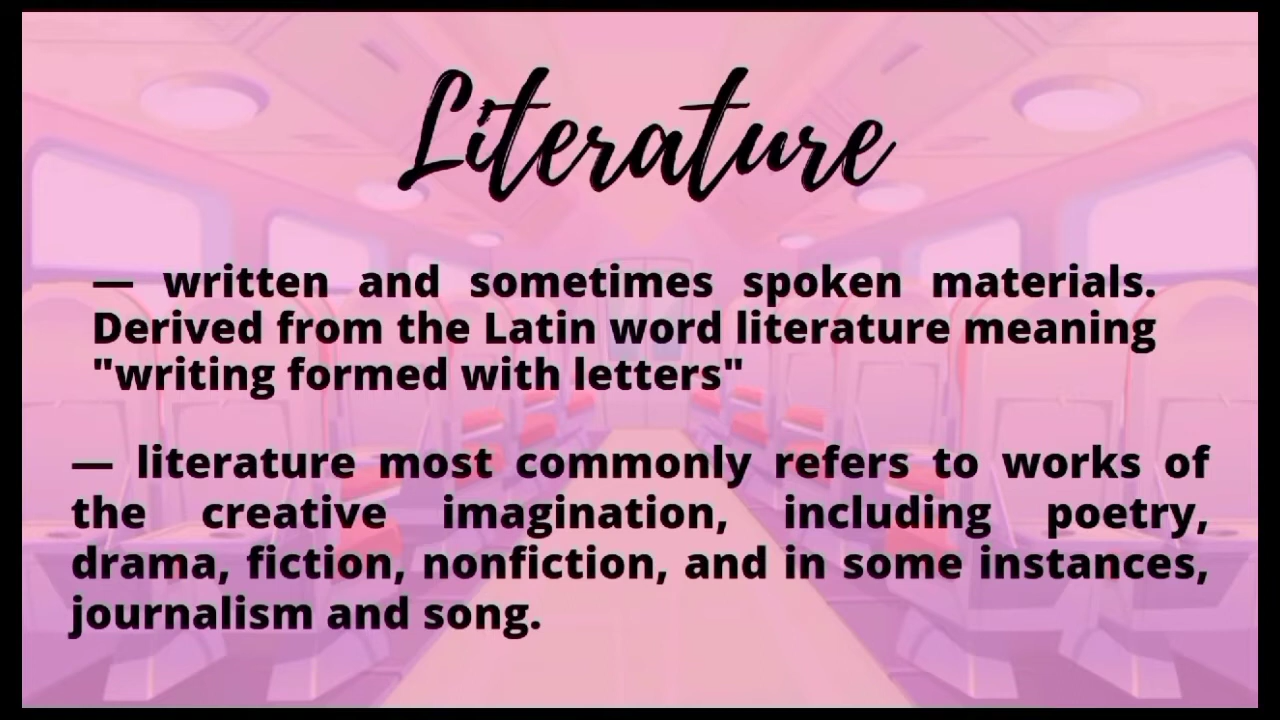 Literature
— written and sometimes spoken materials.
Derived from the Latin word literature meaning
"writing formed with letters"
— literature most commonly refers to works of
the creative imagination, including poetry,
drama, fiction, nonfiction, and in some instances,
journalism and song.